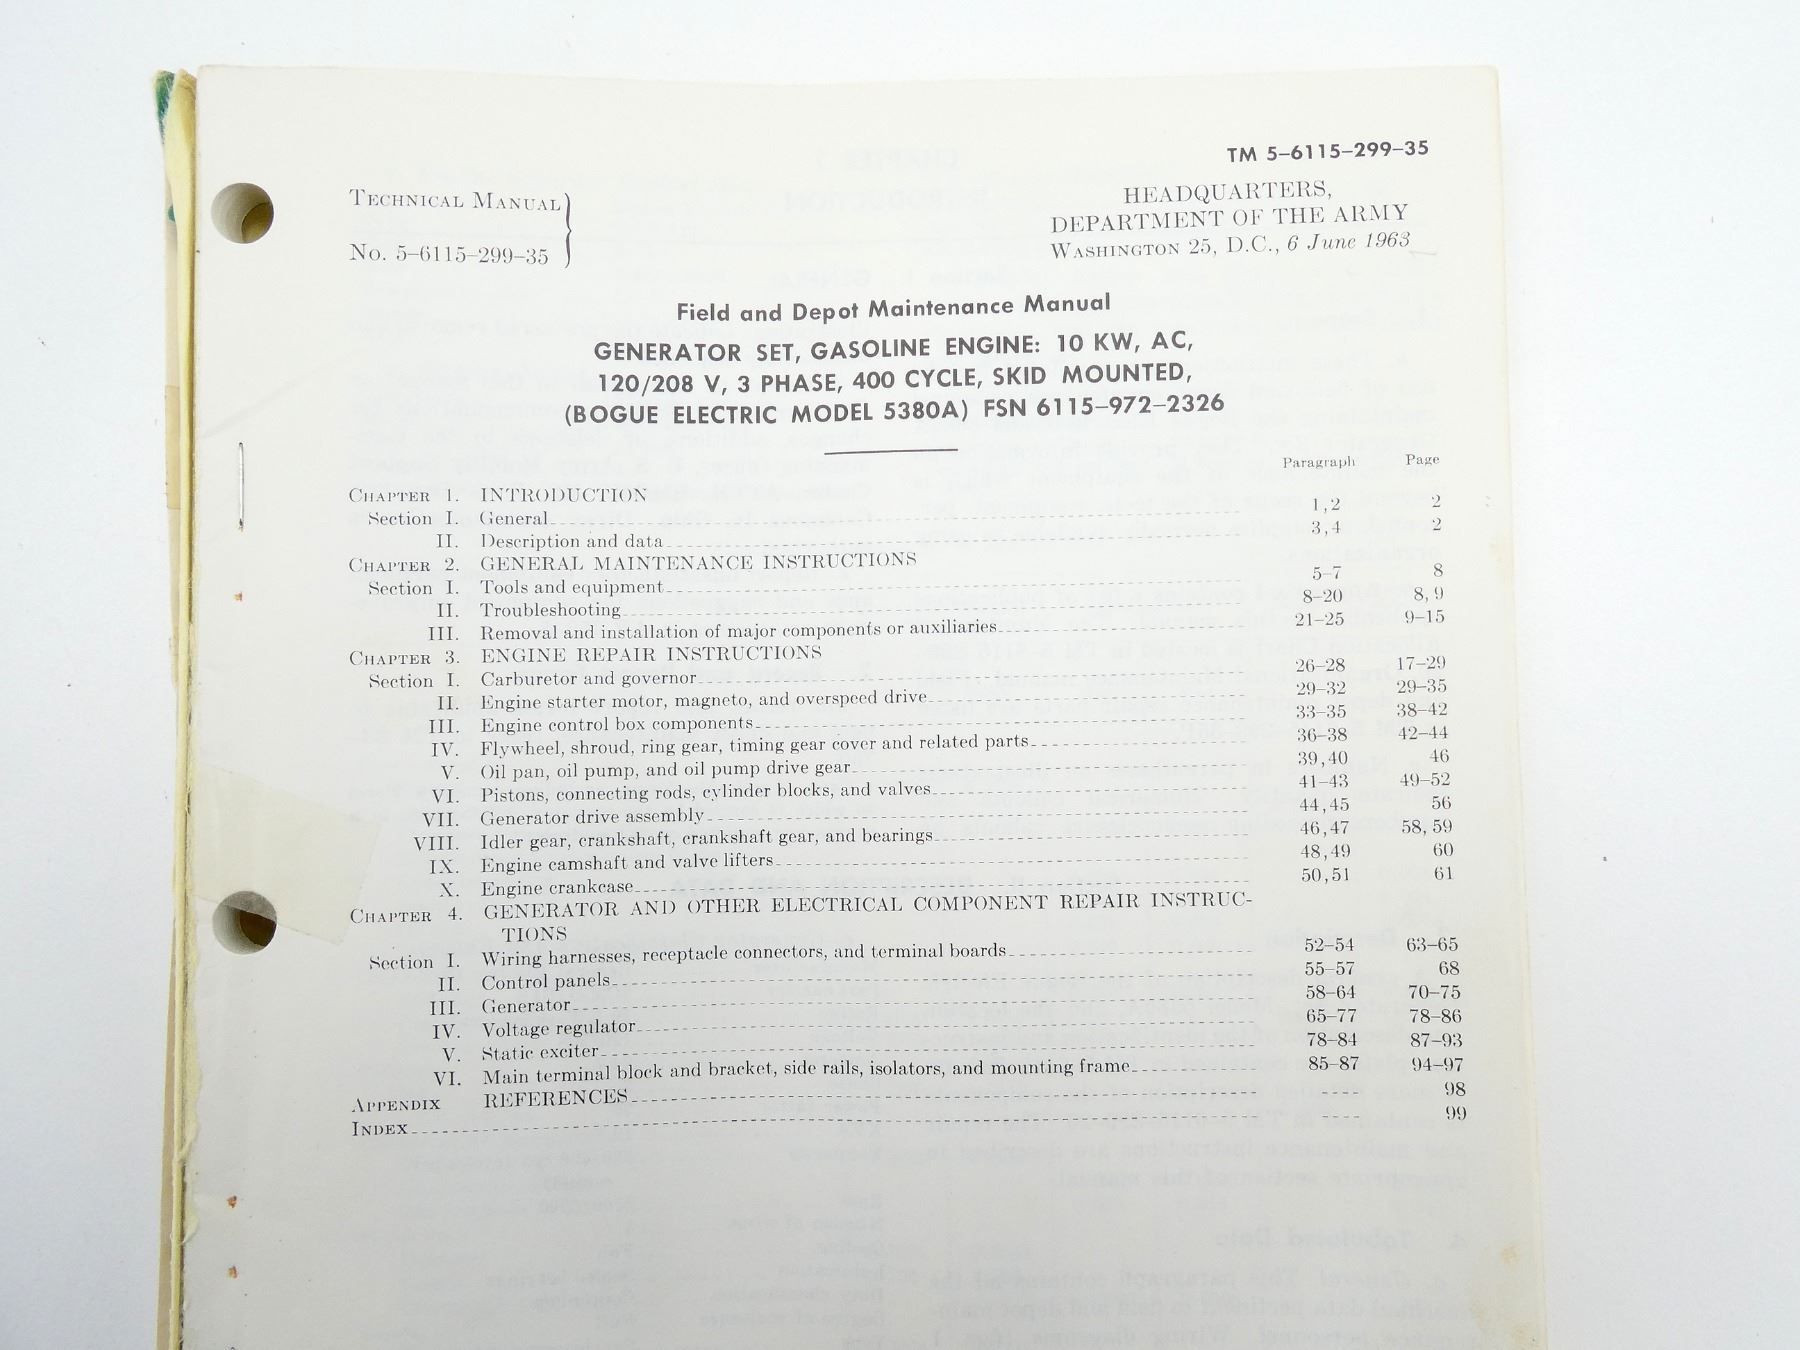 TM 5–6115–299–35
TECHNICAL MANUAL
No. 5–6115–299–35
HEADQUARTERS,
DEPARTMENT OF THE ARMY
WASHINGTON 25, D.C., 6 June 1963
Field and Depot Maintenance Manual
GENERATOR SET, GASOLINE ENGINE: 10 KW, AC,
120/208 V, 3 PHASE, 400 CYCLE, SKID MOUNTED,
(BOGUE ELECTRIC MODEL 5380A) FSN 6115–972–2326
Paragraph Page
CHAPTER 1. INTRODUCTION
Section I. General 1,2 2
II. Description and data 3,4 2
CHAPTER 2. GENERAL MAINTENANCE INSTRUCTIONS
Section I. Tools and equipment 5–7 8
II. Troubleshooting 8–20 8, 9
III. Removal and installation of major components or auxiliaries 21–25 9–15
CHAPTER 3. ENGINE REPAIR INSTRUCTIONS
Section I. Carburetor and governor 26–28 17–29
II. Engine starter motor, magneto, and overspeed drive 29–32 29–35
III. Engine control box components 33–35 38–42
IV. Flywheel, shroud, ring gear, timing gear cover and related parts 36–38 42–44
V. Oil pan, oil pump, and oil pump drive gear 39,40 46
VI. Pistons, connecting rods, cylinder blocks, and valves 41–43 49–52
VII. Generator drive assembly 44,45 56
VIII. Idler gear, crankshaft, crankshaft gear, and bearings 46,47 58, 59
IX. Engine camshaft and valve lifters 48,49 60
X. Engine crankcase 50,51 61
CHAPTER 4. GENERATOR AND OTHER ELECTRICAL COMPONENT REPAIR INSTRUC-
TIONS
Section I. Wiring harnesses, receptacle connectors, and terminal boards 52–54 63–65
II. Control panels 55–57 68
III. Generator 58–64 70–75
IV. Voltage regulator 65–77 78–86
V. Static exciter 78–84 87–93
VI. Main terminal block and bracket, side rails, isolators, and mounting frame 85–87 94–97
APPENDIX REFERENCES ---- 98
INDEX ---- 99